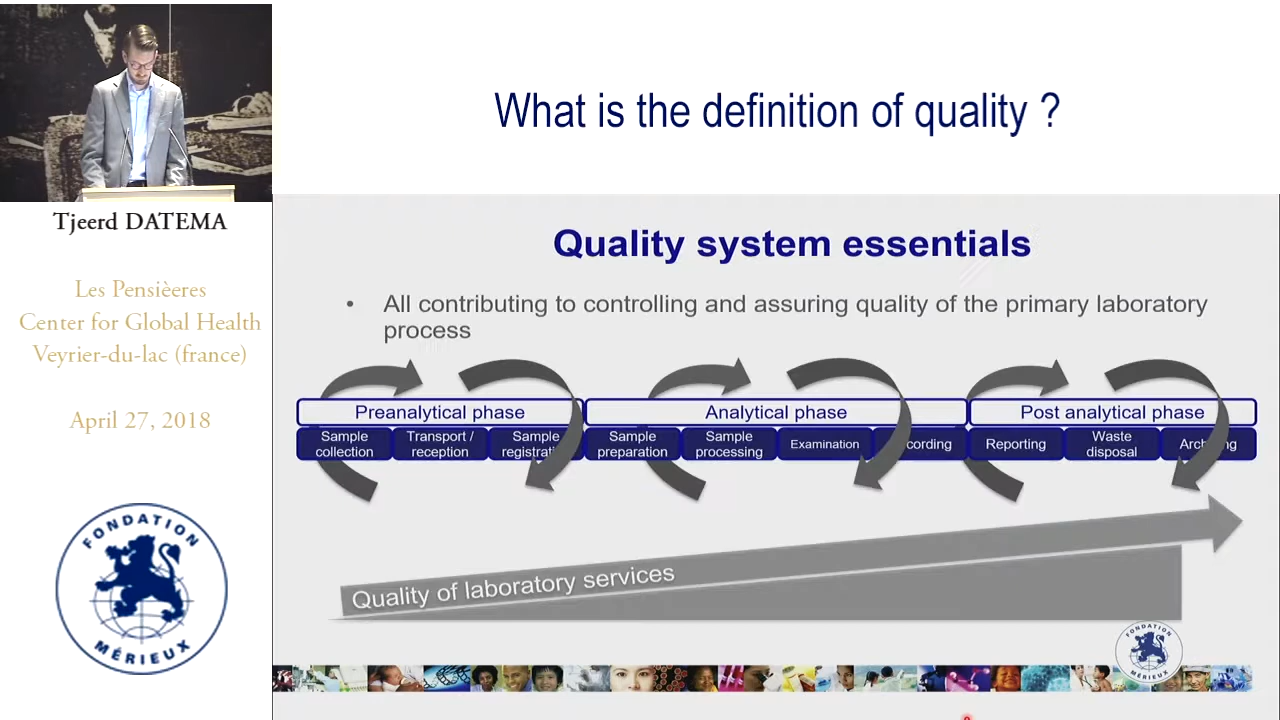 What is the definition of quality ?
Tjeerd DATEMA
Les Pensièeres
Center for Global Health
Veyrier-du-lac (france)
April 27, 2018
FONDATION
MÉRIEUX
Quality system essentials
• All contributing to controlling and assuring quality of the primary laboratory
process
Preanalytical phase
Analytical phase
Post analytical phase
Sample
collection
Transport /
reception
Sample
Sample
preparation
Sample
processing
Examination
Reporting
Waste
disposal
Quality of laboratory services
FONDATION
MÉRIEUX